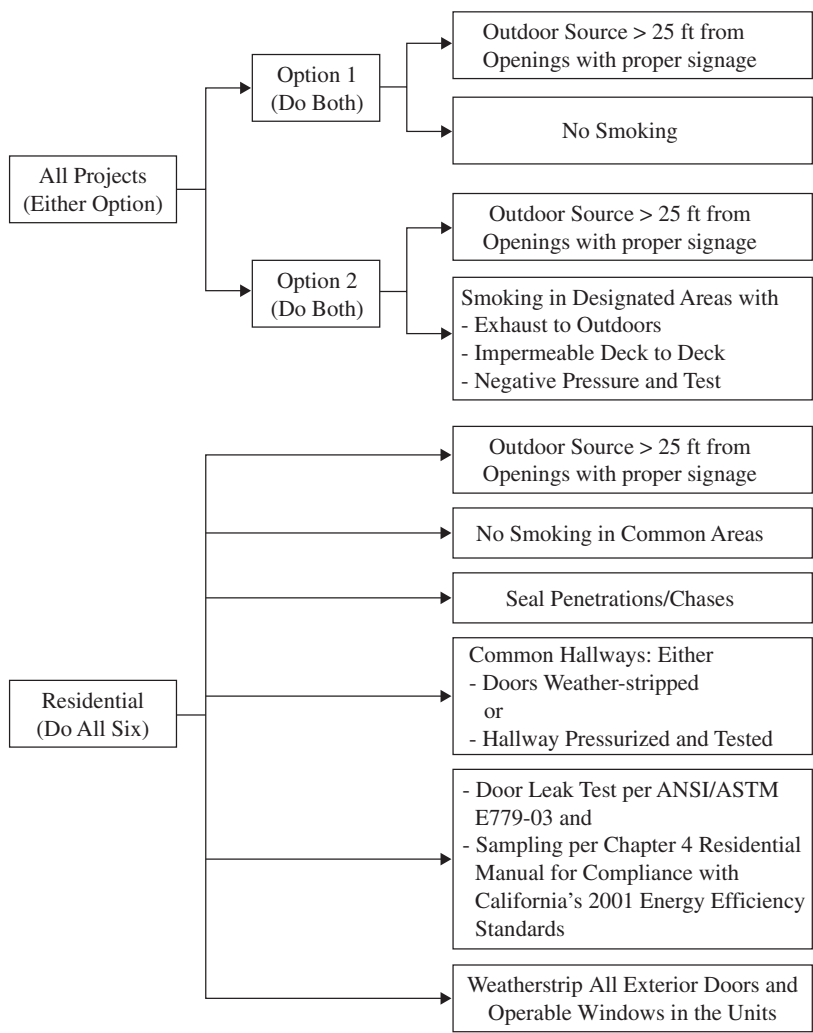 All Projects
(Either Option)
Option 1
(Do Both)
Outdoor Source > 25 ft from
Openings with proper signage
No Smoking
Option 2
(Do Both)
Outdoor Source > 25 ft from
Openings with proper signage
Smoking in Designated Areas with
- Exhaust to Outdoors
- Impermeable Deck to Deck
- Negative Pressure and Test
Residential
(Do All Six)
Outdoor Source > 25 ft from
Openings with proper signage
No Smoking in Common Areas
Seal Penetrations/Chases
Common Hallways: Either
- Doors Weather-stripped
or
- Hallway Pressurized and Tested
- Door Leak Test per ANSI/ASTM
E779-03 and
- Sampling per Chapter 4 Residential
Manual for Compliance with
California's 2001 Energy Efficiency
Standards
Weatherstrip All Exterior Doors and
Operable Windows in the Units